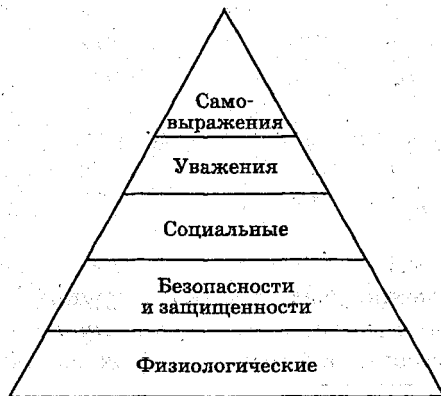 Само-
выражения
Уважения
Социальные
Безопасности
и защищенности
Физиологические